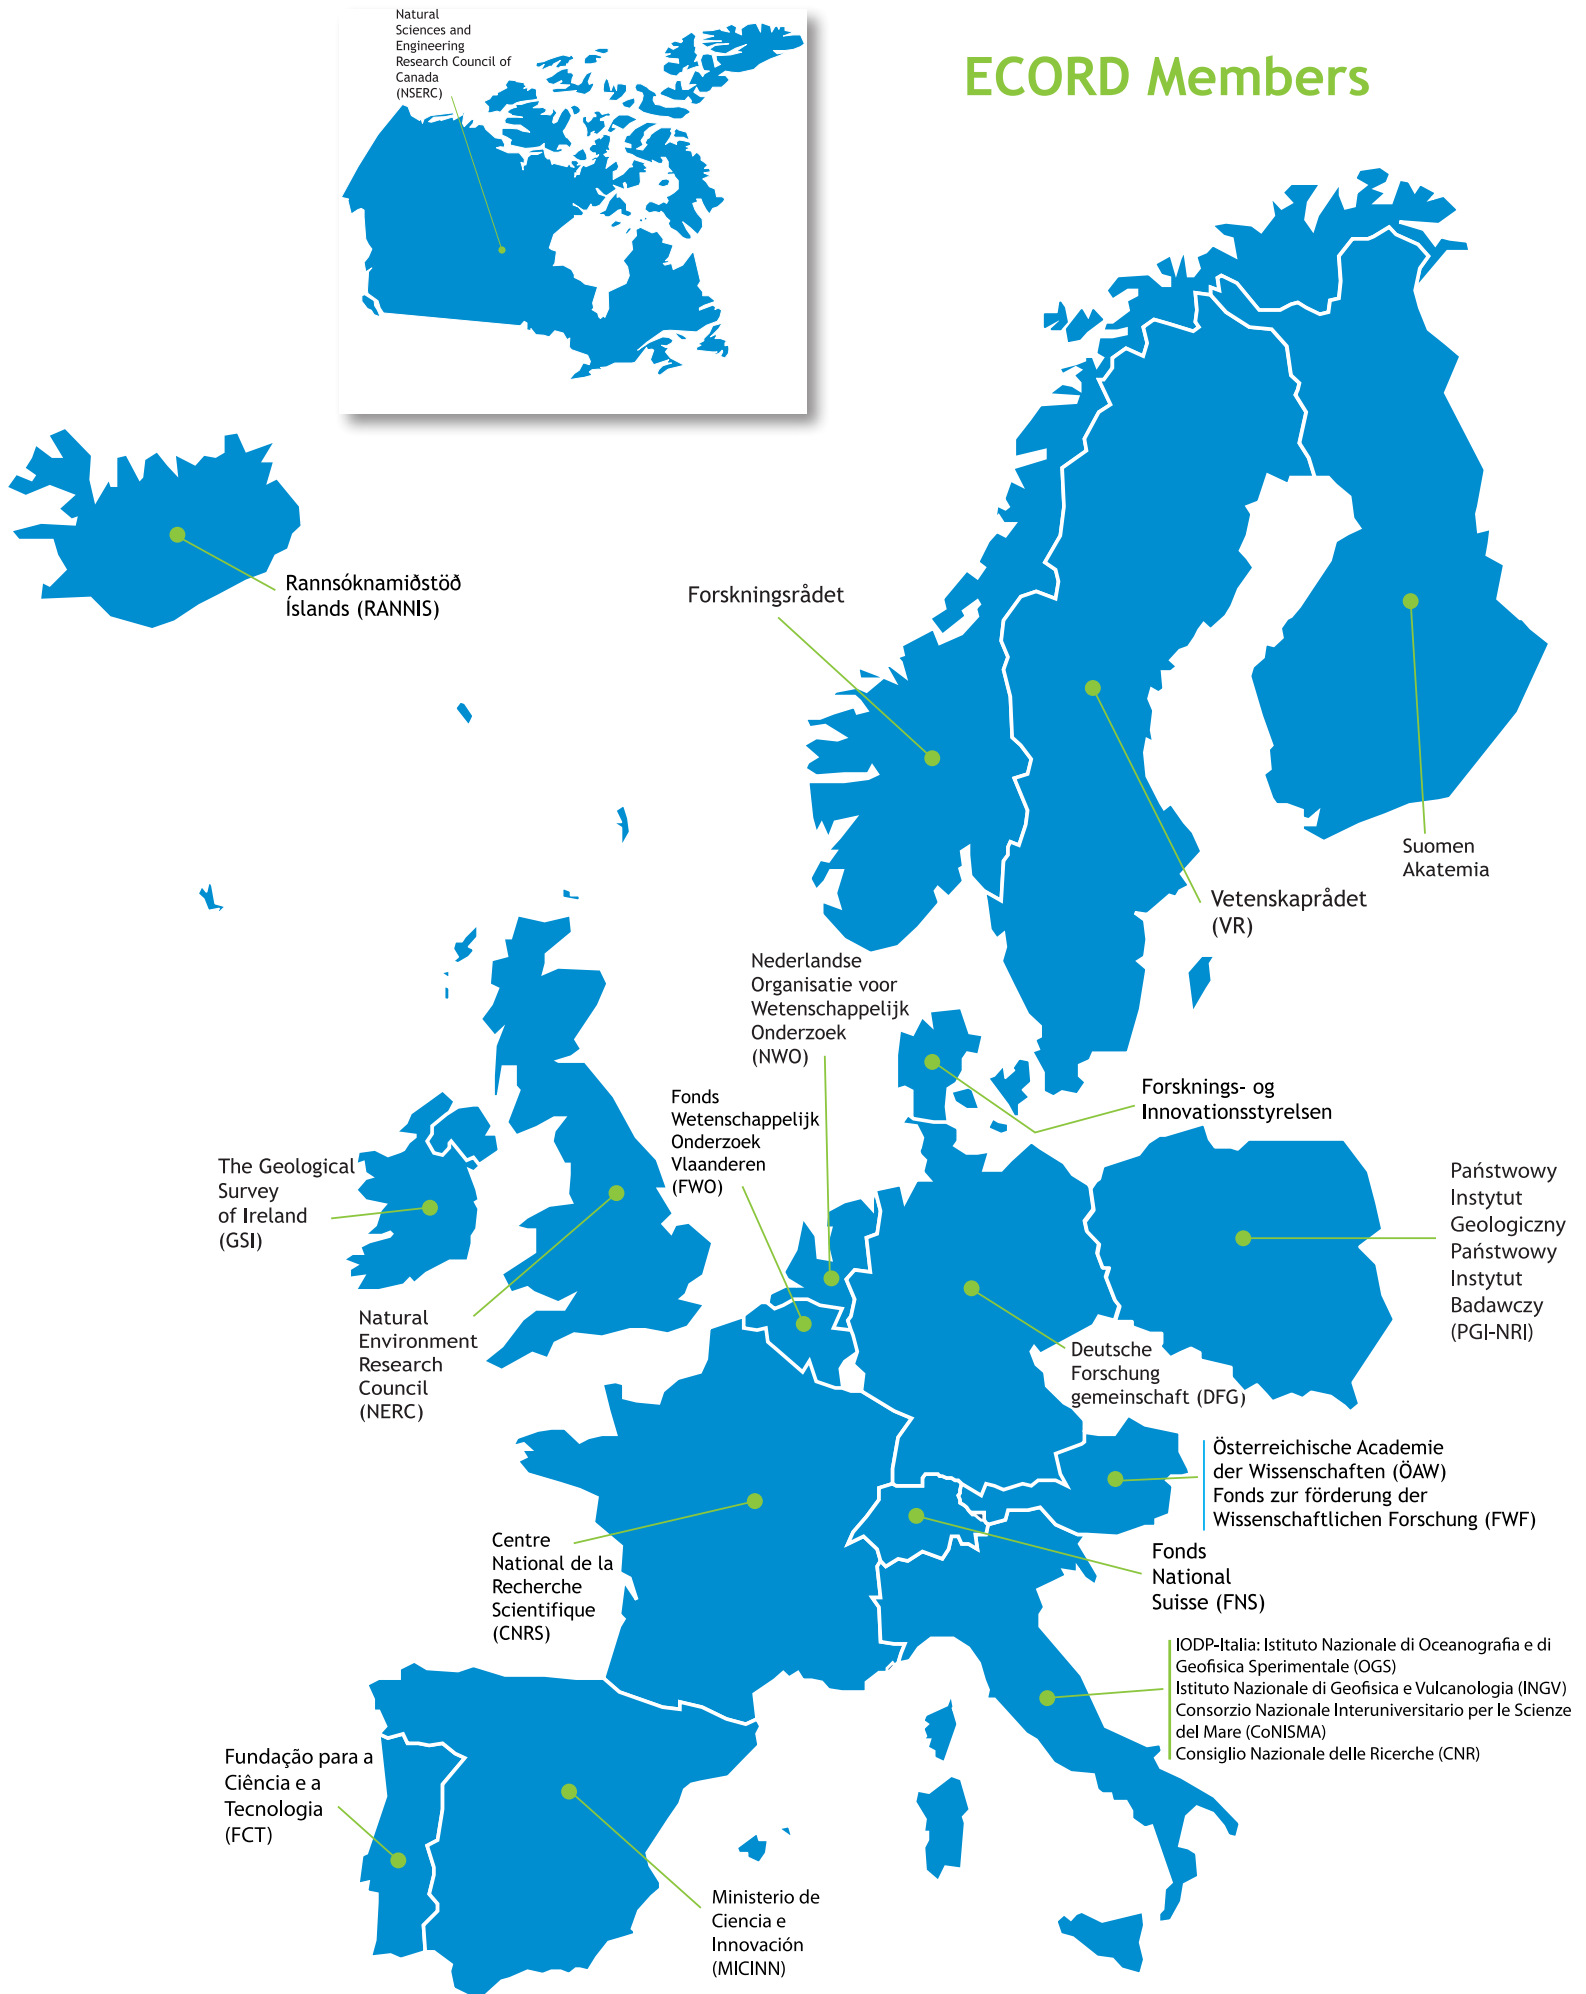 Natural
Sciences and
Engineering
Research Council of
Canada
(NSERC)
ECORD Members
Rannsóknamiðstöð
Íslands (RANNIS)
Forskningsrådet
Suomen
Akatemia
Vetenskaprådet
(VR)
Nederlandse
Organisatie voor
Wetenschappelijk
Onderzoek
(NWO)
Forsknings- og
Innovationsstyrelsen
Fonds
Wetenschappelijk
Onderzoek
Vlaanderen
(FWO)
The Geological
Survey
of Ireland
(GSI)
Państwowy
Instytut
Geologiczny
Państwowy
Instytut
Badawczy
(PGI-NRI)
Natural
Environment
Research
Council
(NERC)
Deutsche
Forschung
gemeinschaft (DFG)
Österreichische Academie
der Wissenschaften (ÖAW)
Fonds zur förderung der
Wissenschaftlichen Forschung (FWF)
Centre
National de la
Recherche
Scientifique
(CNRS)
Fonds
National
Suisse (FNS)
IODP-Italia: Istituto Nazionale di Oceanografia e di
Geofisica Sperimentale (OGS)
Istituto Nazionale di Geofisica e Vulcanologia (INGV)
Consorzio Nazionale Interuniversitario per le Scienze
del Mare (CoNISMA)
Consiglio Nazionale delle Ricerche (CNR)
Fundação para a
Ciência e a
Tecnologia
(FCT)
Ministerio de
Ciencia e
Innovación
(MICINN)